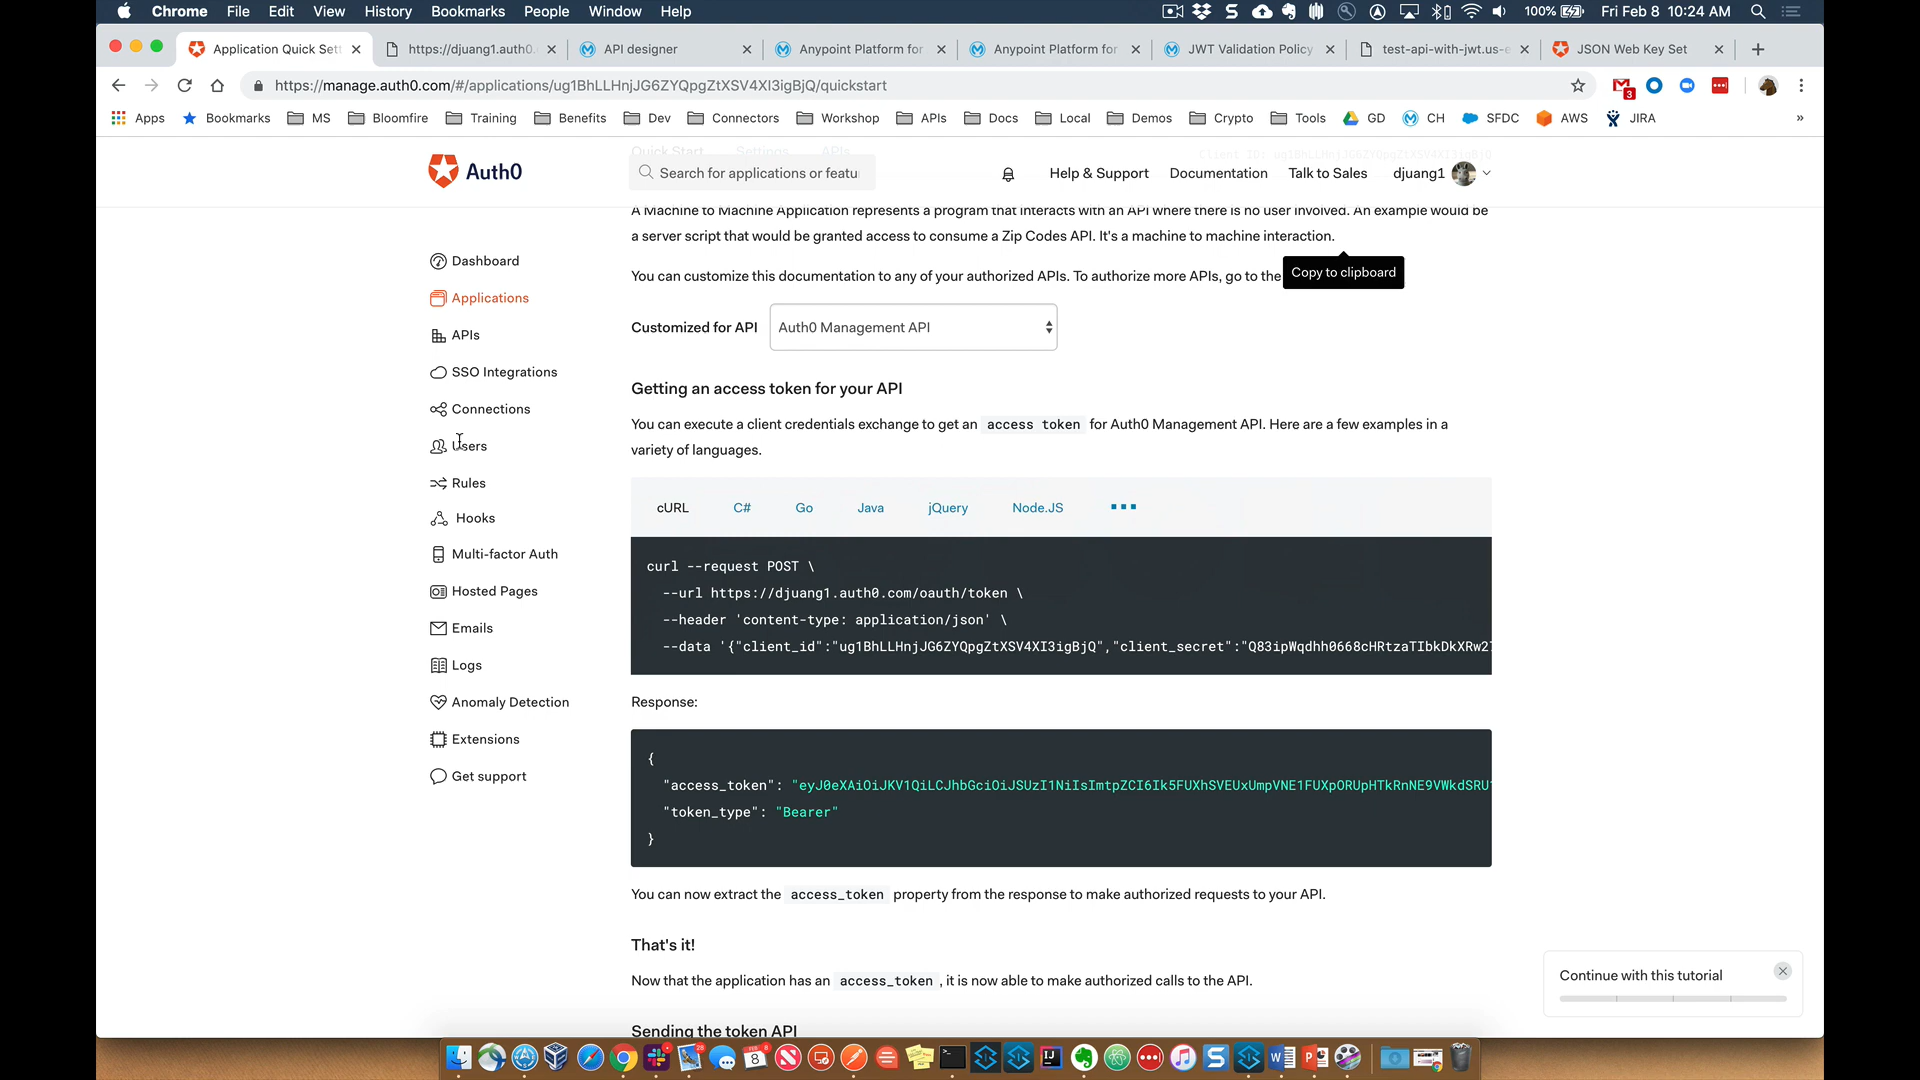 Chrome File Edit View History Bookmarks People Window Help 100% Fri Feb 8 10:24 AM
Application Quick Set
https://djuang1.auth0.
API designer
Anypoint Platform for
Anypoint Platform for
JWT Validation Policy
test-api-with-jwt.us-e
JSON Web Key Set
https://manage.auth0.com/#/applications/ug1BhLLHnjJG6ZYQpgZtXSV4XI3igBjQ/quickstart
3
Apps Bookmarks MS Bloomfire Training Benefits Dev Connectors Workshop APIs Docs Local Demos Crypto Tools GD CH SFDC AWS JIRA »
Quick Start Settings APIs
Client ID: ug1BhLLHnjJG6ZYQpgZtXSV4XI3igBjQ
Auth0
Search for applications or featu
Help & Support
Documentation
Talk to Sales
djuang1
Dashboard
Applications
APIs
SSO Integrations
Connections
Users
Rules
Hooks
Multi-factor Auth
Hosted Pages
Emails
Logs
Anomaly Detection
Extensions
Get support
A Machine to Machine Application represents a program that interacts with an API where there is no user involved. An example would be
a server script that would be granted access to consume a Zip Codes API. It's a machine to machine interaction.
You can customize this documentation to any of your authorized APIs. To authorize more APIs, go to the
Copy to clipboard
Customized for API
Auth0 Management API
Getting an access token for your API
You can execute a client credentials exchange to get an access token for Auth0 Management API. Here are a few examples in a
variety of languages.
cURL C# Go Java jQuery Node.JS
curl --request POST \
--url https://djuang1.auth0.com/oauth/token \
--header 'content-type: application/json' \
--data '{"client_id":"ug1BhLLHnjJG6ZYQpgZtXSV4XI3igBjQ","client_secret":"Q83ipWqdhh0668cHRtzaTIbkDkXRw2
Response:
{
"access_token": "eyJ0eXAiOiJKV1QiLCJhbGciOiJSUzI1NiIsImtpZCI6Ik5FUXhSVEUxUmpVNE1FUXpORUpHTkRnNE9VWkdSRU
"token_type": "Bearer"
}
You can now extract the access_token property from the response to make authorized requests to your API.
That's it!
Now that the application has an access_token , it is now able to make authorized calls to the API.
Sending the token API
Continue with this tutorial